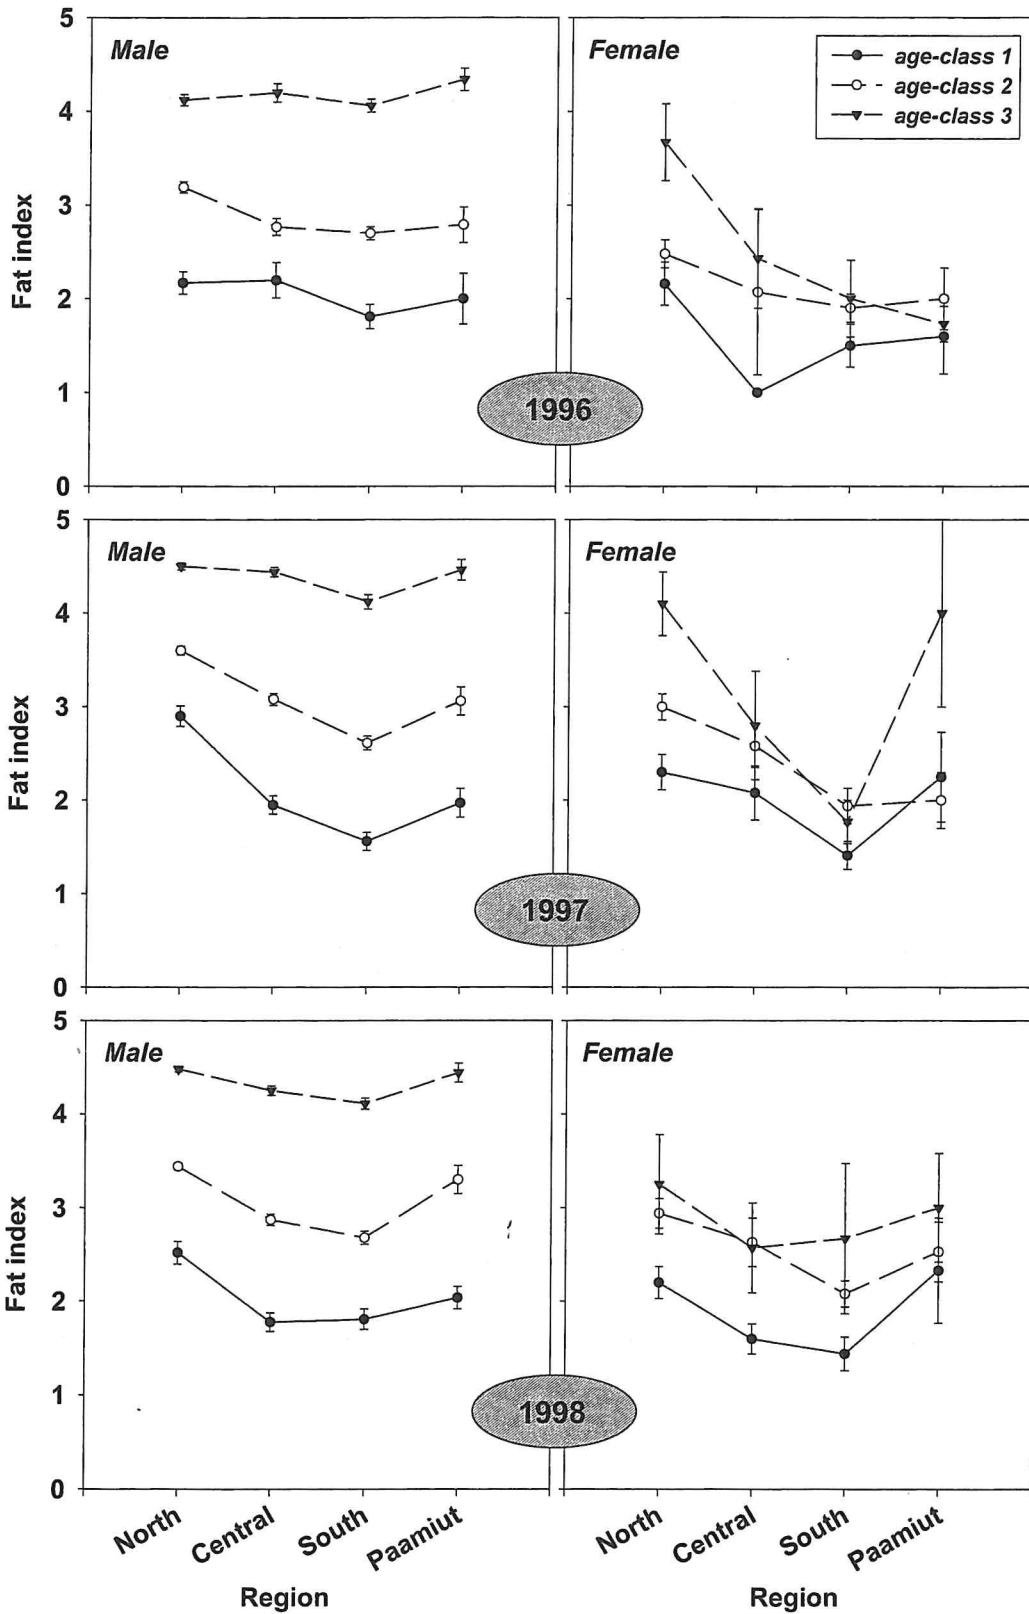 5
4
3
2
1
0
Fat index
Male
Female
age-class 1
age-class 2
age-class 3
1996
5
4
3
2
1
0
Fat index
Male
Female
1997
5
4
3
2
1
0
Fat index
Male
Female
1998
North
Central
South
Paamiut
North
Central
South
Paamiut
Region
Region